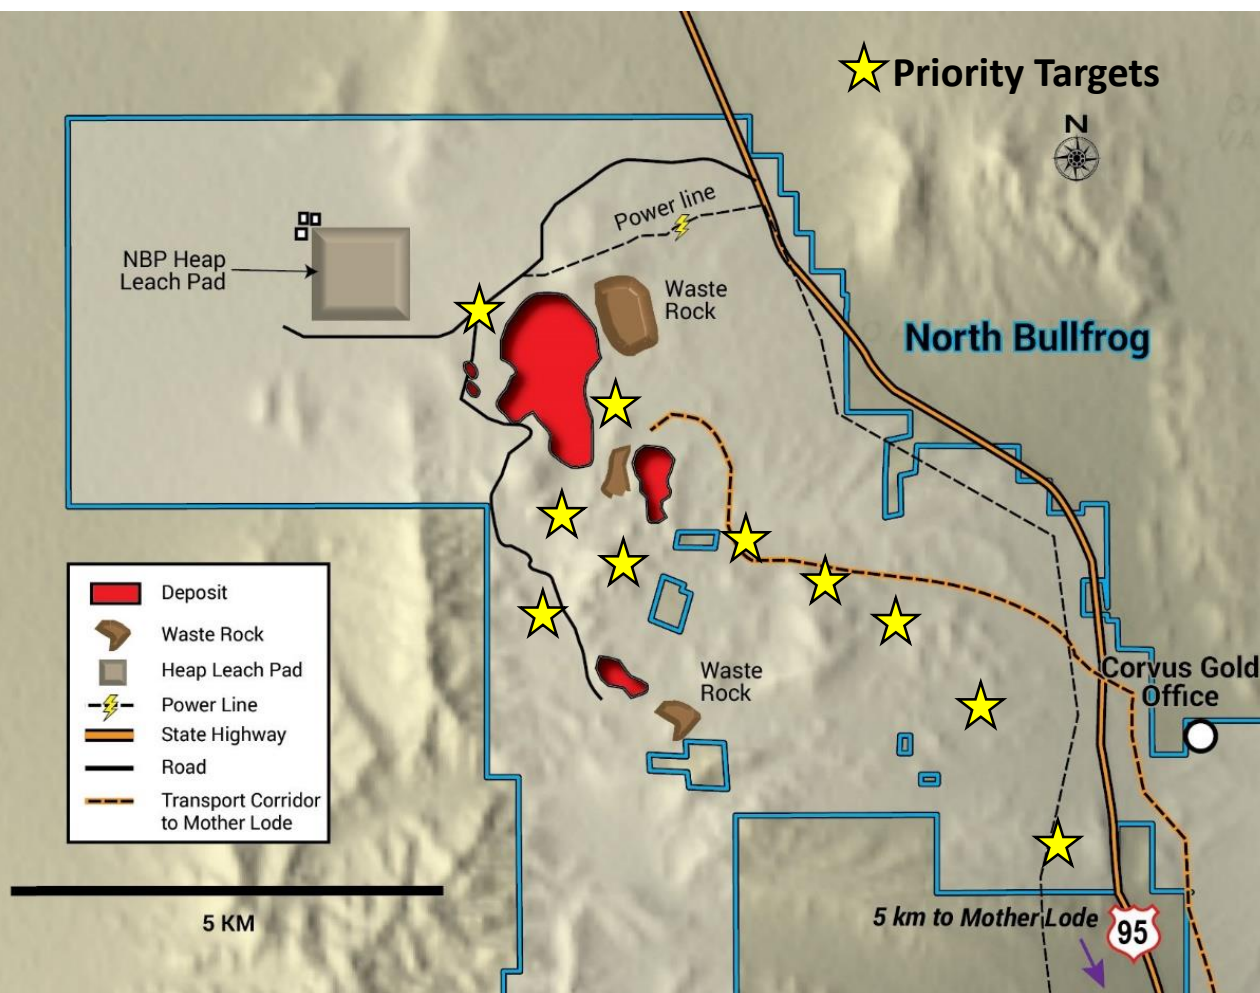 Priority Targets
N
Power line
NBP Heap
Leach Pad
Waste
Rock
North Bullfrog
Deposit
Waste Rock
Heap Leach Pad
Power Line
State Highway
Road
Transport Corridor
to Mother Lode
Waste
Rock
Corvus Gold
Office
5 KM
5 km to Mother Lode
95